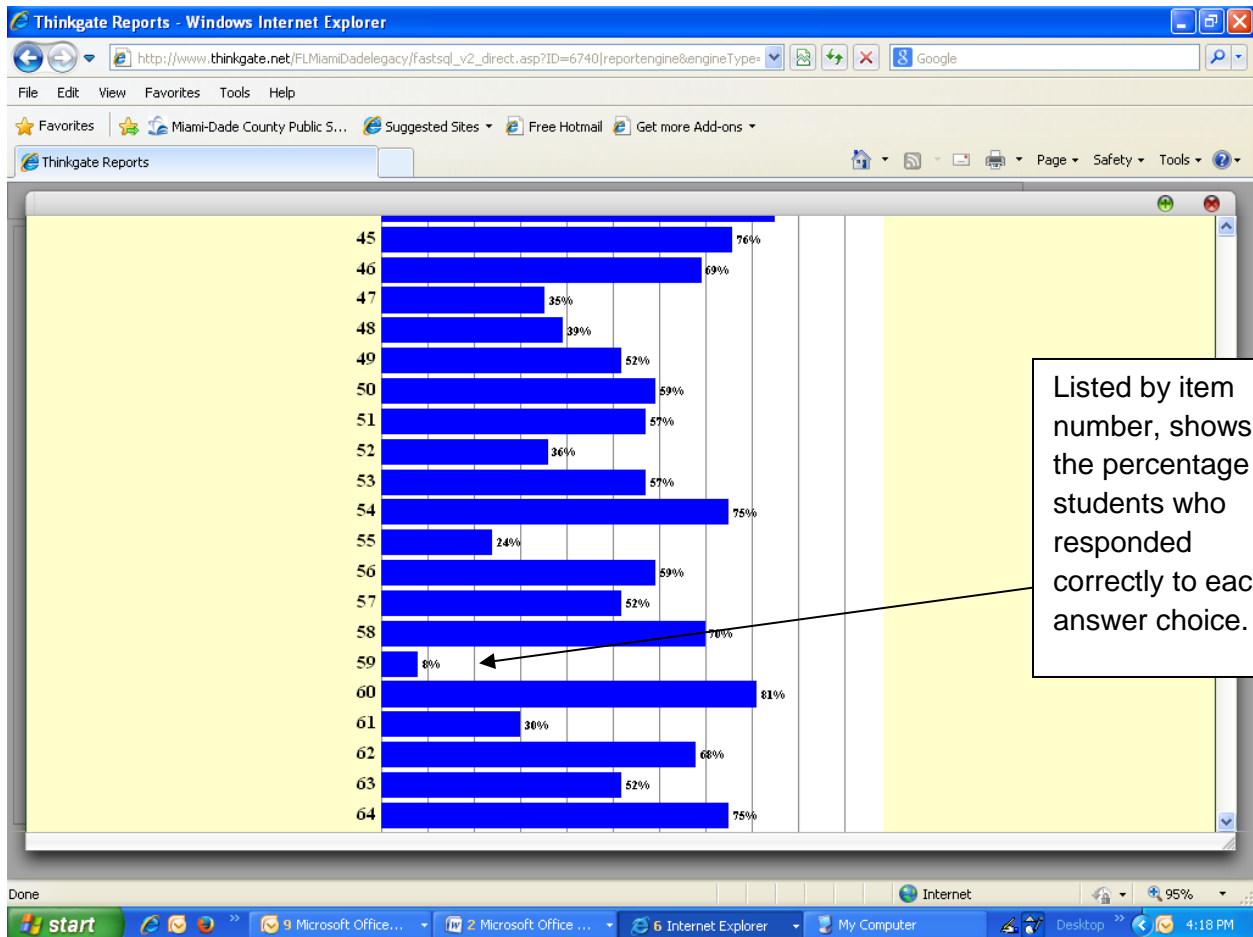 Thinkgate Reports - Windows Internet Explorer
http://www.thinkgate.net/FLMiamiDadelegacy/fastsql_v2_direct.asp?ID=6740|reportengine&engineType=
Google
File Edit View Favorites Tools Help
Favorites Miami-Dade County Public S... Suggested Sites Free Hotmail Get more Add-ons
Thinkgate Reports
Page Safety Tools
45 76%
46 69%
47 35%
48 39%
49 52%
50 59%
51 57%
52 36%
53 57%
54 75%
55 24%
56 59%
57 52%
58 70%
59 8%
60 81%
61 30%
62 68%
63 52%
64 75%
Listed by item
number, shows
the percentage
students who
responded
correctly to eac
answer choice.
Done Internet 95%
start 9 Microsoft Office... 2 Microsoft Office ... 6 Internet Explorer My Computer Desktop 4:18 PM